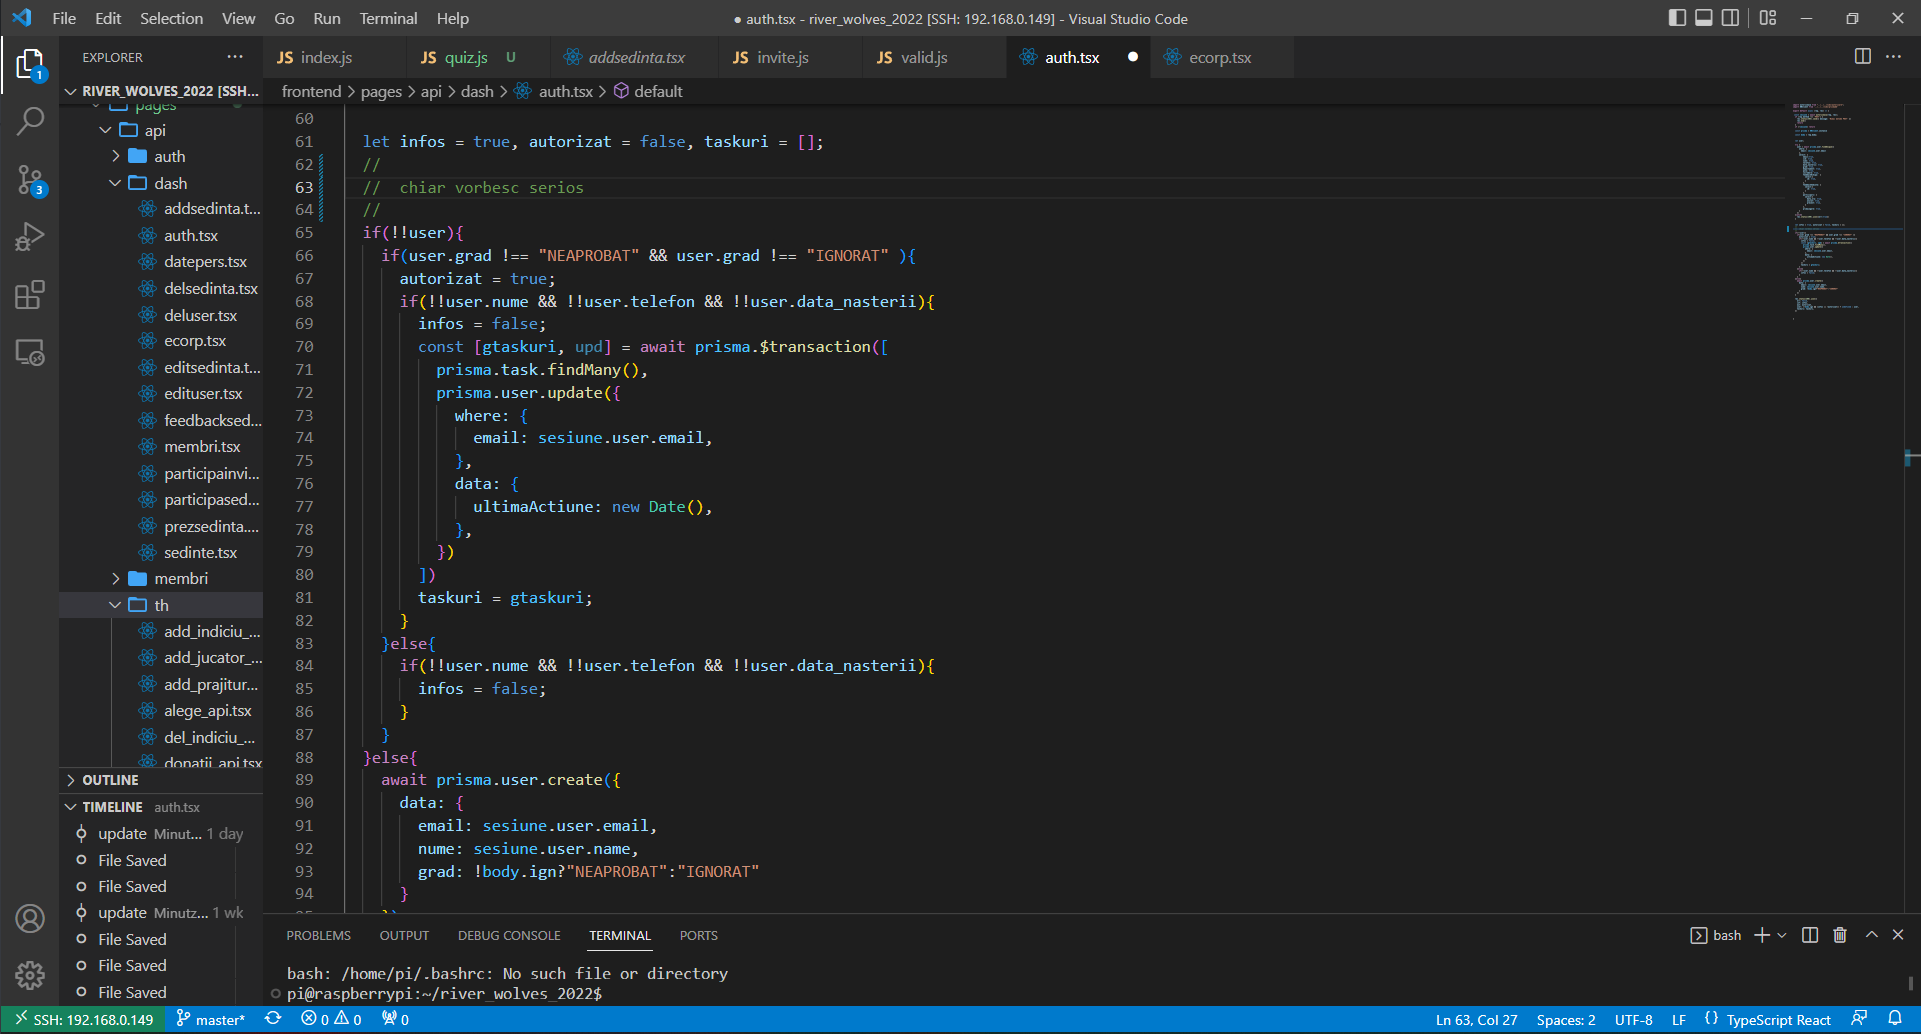 File Edit Selection View Go Run Terminal Help
● auth.tsx - river_wolves_2022 [SSH: 192.168.0.149] - Visual Studio Code
EXPLORER ...
JS index.js
JS quiz.js U
addsedinta.tsx
JS invite.js
JS valid.js
auth.tsx
ecorp.tsx
RIVER_WOLVES_2022 [SSH...
frontend > pages > api > dash > auth.tsx > default
pages
api
auth
dash
addsedinta.t...
auth.tsx
datepers.tsx
delsedinta.tsx
deluser.tsx
ecorp.tsx
editsedinta.t...
edituser.tsx
feedbacksed...
membri.tsx
participainvi...
participased...
prezsedinta....
sedinte.tsx
membri
th
add_indiciu_...
add_jucator_...
add_prajitur...
alege_api.tsx
del_indiciu_...
donatii_api.tsx
OUTLINE
TIMELINE auth.tsx
update Minut... 1 day
File Saved
File Saved
update Minutz... 1 wk
File Saved
File Saved
File Saved
60
61 let infos = true, autorizat = false, taskuri = [];
62 //
63 //  chiar vorbesc serios
64 //
65 if(!!user){
66 if(user.grad !== "NEAPROBAT" && user.grad !== "IGNORAT" ){
67 autorizat = true;
68 if(!!user.nume && !!user.telefon && !!user.data_nasterii){
69 infos = false;
70 const [gtaskuri, upd] = await prisma.$transaction([
71 prisma.task.findMany(),
72 prisma.user.update({
73 where: {
74 email: sesiune.user.email,
75 },
76 data: {
77 ultimaActiune: new Date(),
78 },
79 })
80 ])
81 taskuri = gtaskuri;
82 }
83 }else{
84 if(!!user.nume && !!user.telefon && !!user.data_nasterii){
85 infos = false;
86 }
87 }
88 }else{
89 await prisma.user.create({
90 data: {
91 email: sesiune.user.email,
92 nume: sesiune.user.name,
93 grad: !body.ign?"NEAPROBAT":"IGNORAT"
94 }
95 })
PROBLEMS OUTPUT DEBUG CONSOLE TERMINAL PORTS
bash
bash: /home/pi/.bashrc: No such file or directory
pi@raspberrypi:~/river_wolves_2022$
1
3
SSH: 192.168.0.149 master* 0 0 0
Ln 63, Col 27 Spaces: 2 UTF-8 LF {} TypeScript React